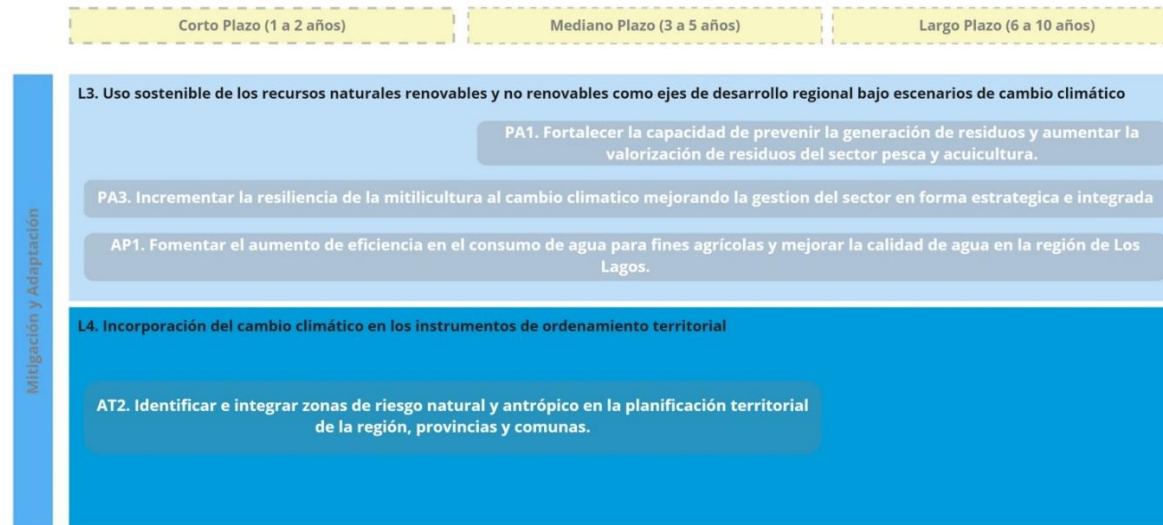 Corto Plazo (1 a 2 años)
Mediano Plazo (3 a 5 años)
Largo Plazo (6 a 10 años)
Mitigación y Adaptación
L3. Uso sostenible de los recursos naturales renovables y no renovables como ejes de desarrollo regional bajo escenarios de cambio climático
PA1. Fortalecer la capacidad de prevenir la generación de residuos y aumentar la
valorización de residuos del sector pesca y acuicultura.
PA3. Incrementar la resiliencia de la mitilicultura al cambio climatico mejorando la gestion del sector en forma estrategica e integrada
AP1. Fomentar el aumento de eficiencia en el consumo de agua para fines agrícolas y mejorar la calidad de agua en la región de Los
Lagos.
L4. Incorporación del cambio climático en los instrumentos de ordenamiento territorial
AT2. Identificar e integrar zonas de riesgo natural y antrópico en la planificación territorial
de la región, provincias y comunas.